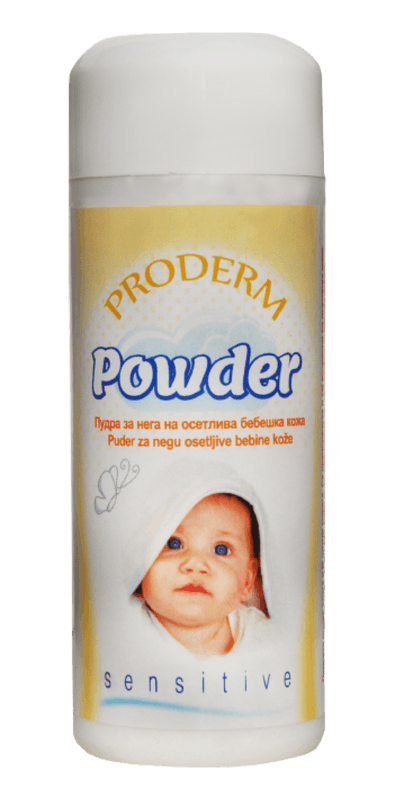 PRODERM
Powder
Пудра за нега на осетлива бебешка кожа
Puder za negu osetljive bebine kože
sensitive